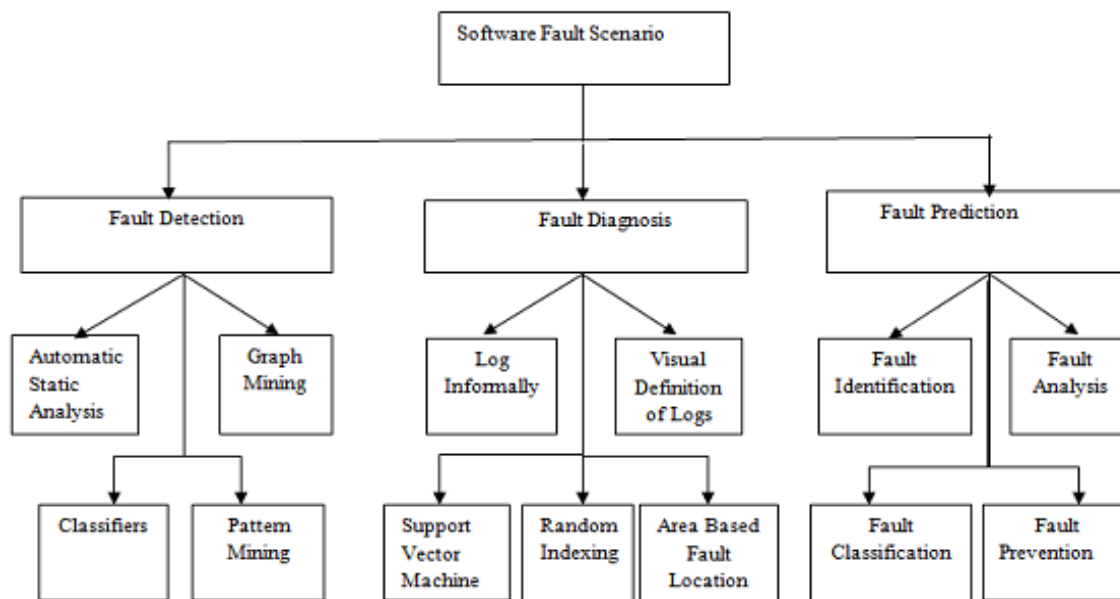 Software Fault Scenario
Fault Detection
Fault Diagnosis
Fault Prediction
Automatic
Static
Analysis
Graph
Mining
Log
Informally
Visual
Definition
of Logs
Fault
Identification
Fault
Analysis
Classifiers
Pattern
Mining
Support
Vector
Machine
Random
Indexing
Area Based
Fault
Location
Fault
Classification
Fault
Prevention